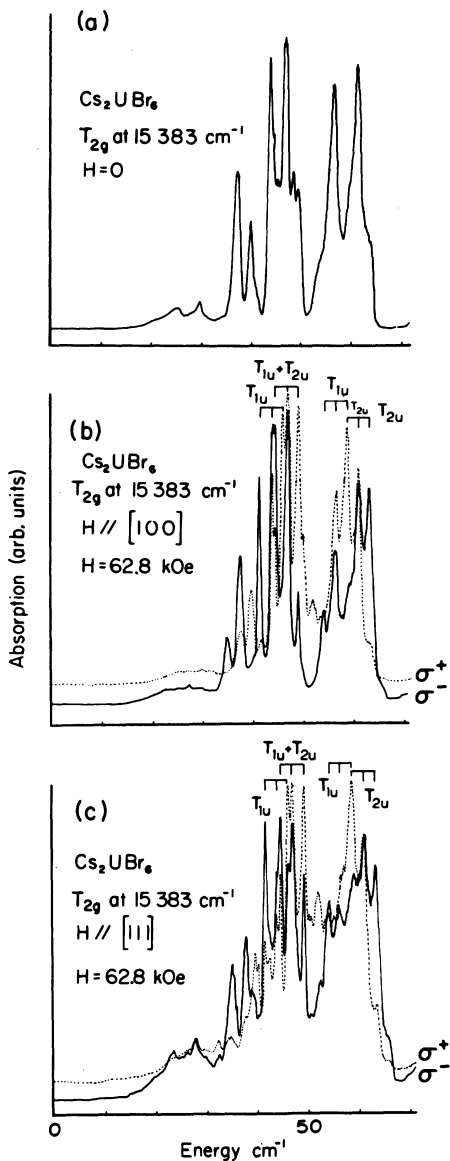 (a)
Cs₂UBr₆
T₂g at 15 383 cm⁻¹
H=0
T₁u+T₂u
T₁u
T₁u
T₂u
T₂u
(b)
Cs₂UBr₆
T₂g at 15 383 cm⁻¹
H // [100]
H = 62.8 kOe
σ⁺
σ⁻
Absorption (arb. units)
T₁u+T₂u
T₁u
T₁u
T₂u
(c)
Cs₂UBr₆
T₂g at 15 383 cm⁻¹
H // [111]
H = 62.8 kOe
σ⁺
σ⁻
0
50
Energy cm⁻¹